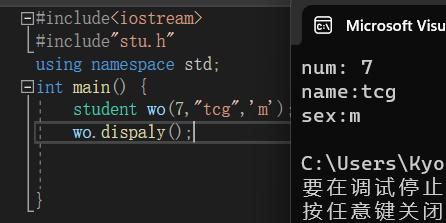 #include<iostream>
#include"stu.h"
using namespace std;
int main() {
student wo(7,"tcg",'m');
wo.dispaly();
}
Microsoft Visu
num: 7
name:tcg
sex:m
C:\Users\Kyo
要在调试停止
按任意键关闭